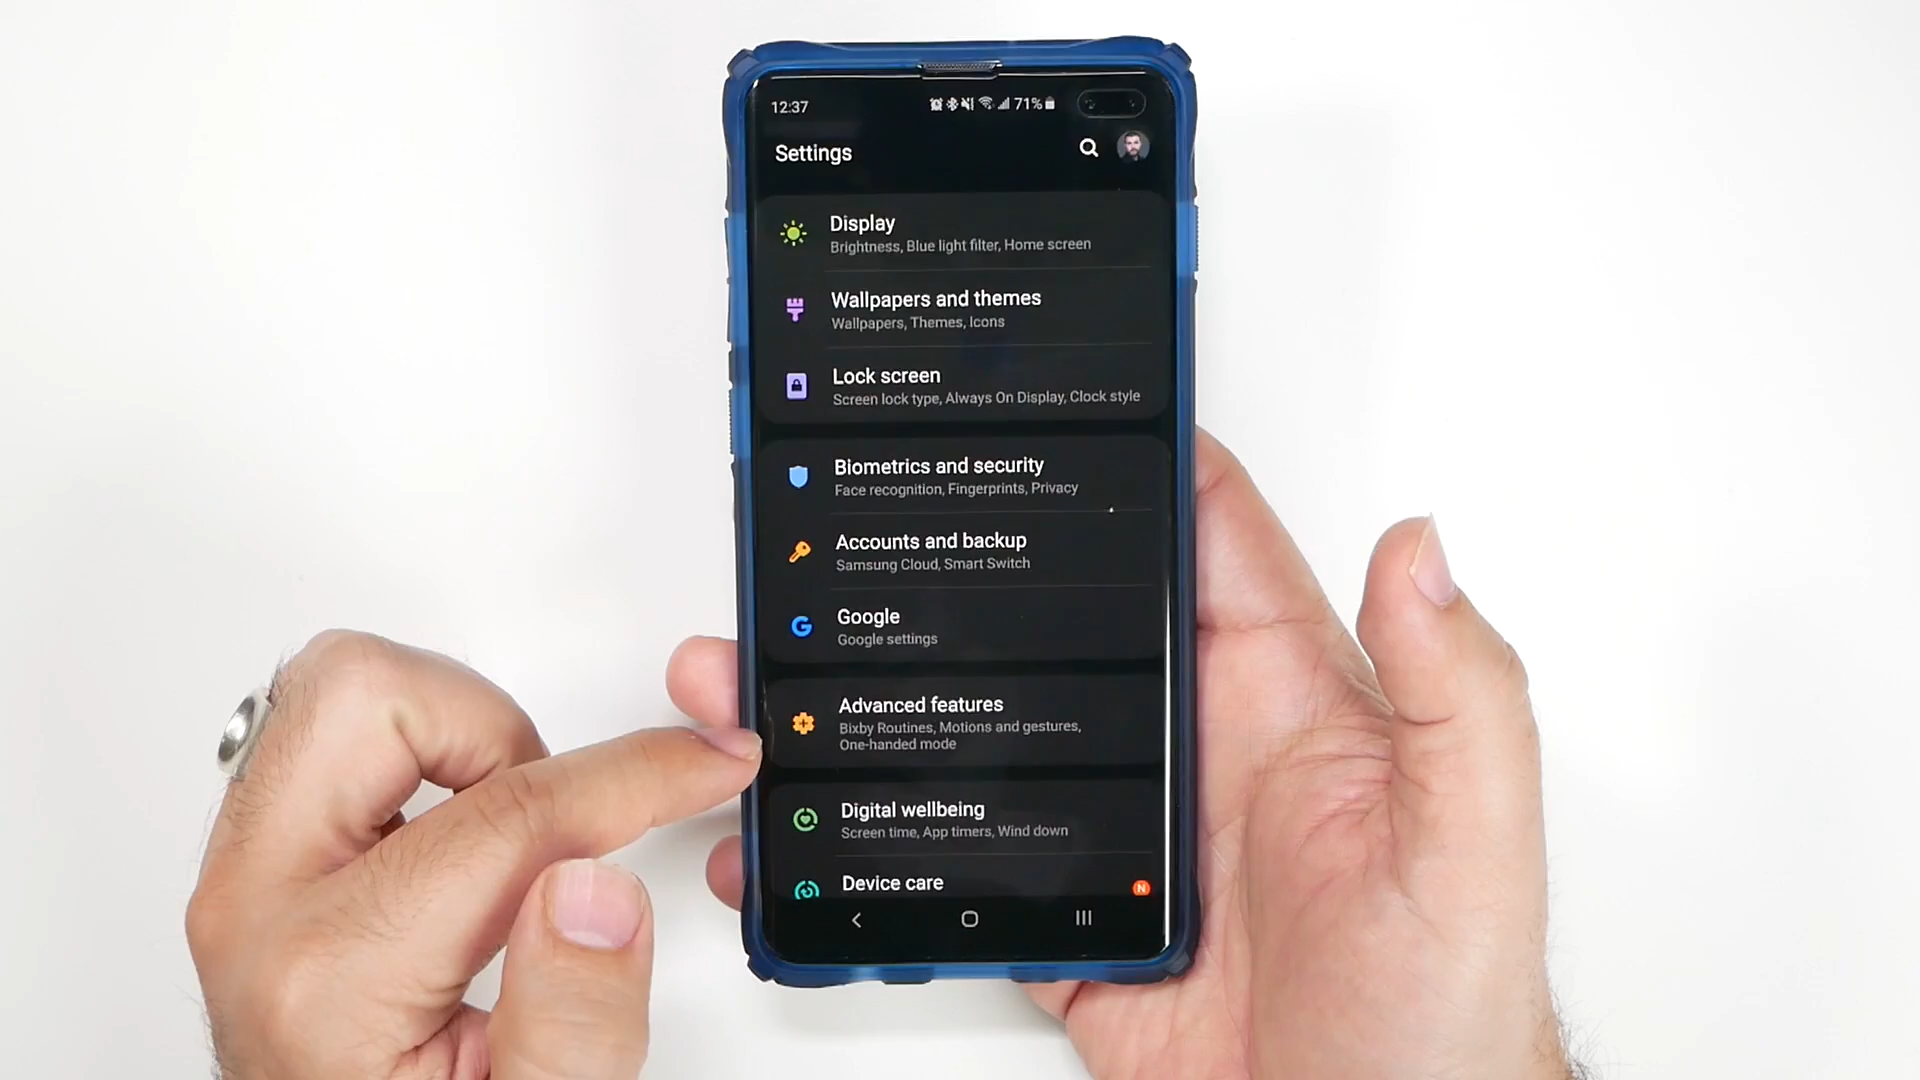 12:37
71%
Settings
Display
Brightness, Blue light filter, Home screen
Wallpapers and themes
Wallpapers, Themes, Icons
Lock screen
Screen lock type, Always On Display, Clock style
Biometrics and security
Face recognition, Fingerprints, Privacy
Accounts and backup
Samsung Cloud, Smart Switch
G
Google
Google settings
Advanced features
Bixby Routines, Motions and gestures,
One-handed mode
Digital wellbeing
Screen time, App timers, Wind down
Device care
N